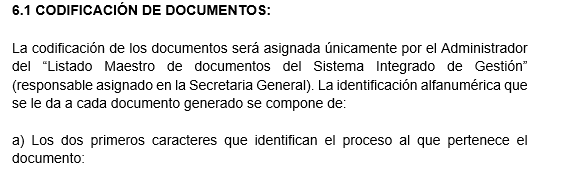 6.1 CODIFICACIÓN DE DOCUMENTOS:
La codificación de los documentos será asignada únicamente por el Administrador
del “Listado Maestro de documentos del Sistema Integrado de Gestión”
(responsable asignado en la Secretaria General). La identificación alfanumérica que
se le da a cada documento generado se compone de:
a) Los dos primeros caracteres que identifican el proceso al que pertenece el
documento: